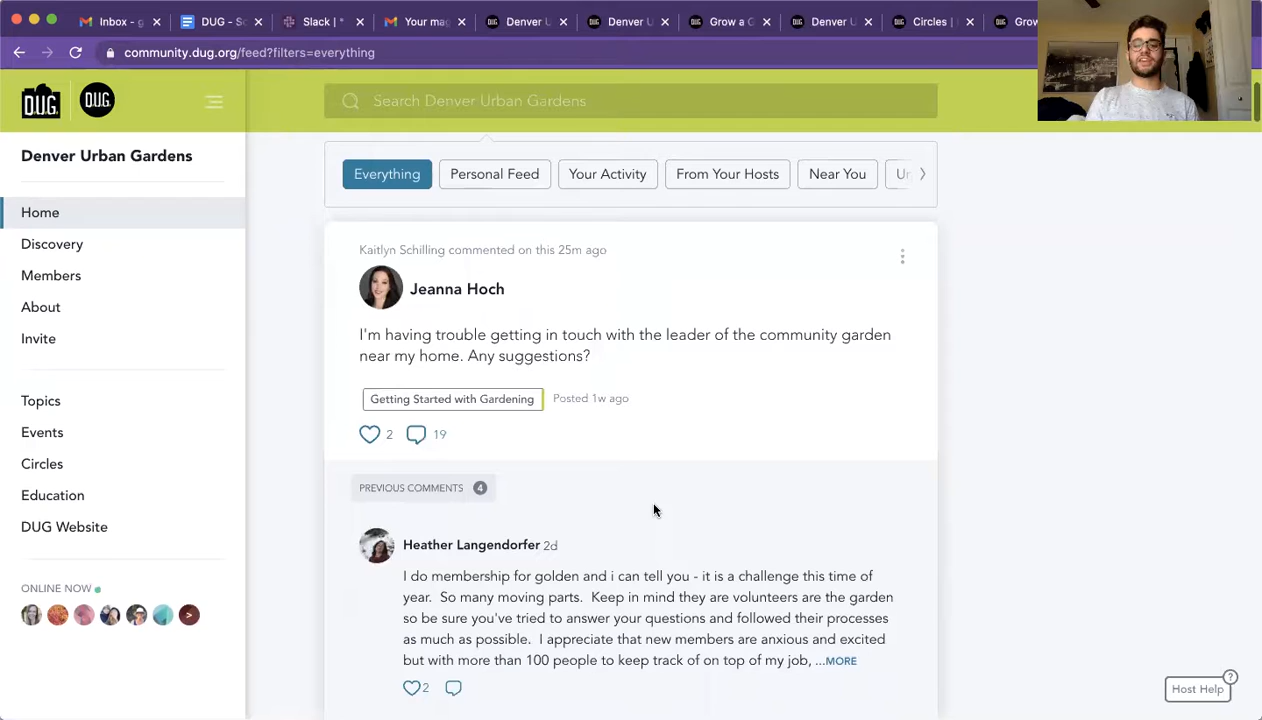 Inbox - g
DUG - Sc
Slack | *
Your mag
Denver U
Denver U
Grow a G
Denver U
Circles |
Grow
community.dug.org/feed?filters=everything
D.U.G.
D.U.G.
Search Denver Urban Gardens
Denver Urban Gardens
Everything
Personal Feed
Your Activity
From Your Hosts
Near You
Home
Discovery
Members
About
Invite
Topics
Events
Circles
Education
DUG Website
ONLINE NOW
Kaitlyn Schilling commented on this 25m ago
Jeanna Hoch
I'm having trouble getting in touch with the leader of the community garden
near my home. Any suggestions?
Getting Started with Gardening Posted 1w ago
2 19
PREVIOUS COMMENTS 4
Heather Langendorfer 2d
I do membership for golden and i can tell you - it is a challenge this time of
year. So many moving parts. Keep in mind they are volunteers are the garden
so be sure you've tried to answer your questions and followed their processes
as much as possible. I appreciate that new members are anxious and excited
but with more than 100 people to keep track of on top of my job, ...MORE
2
Host Help ?